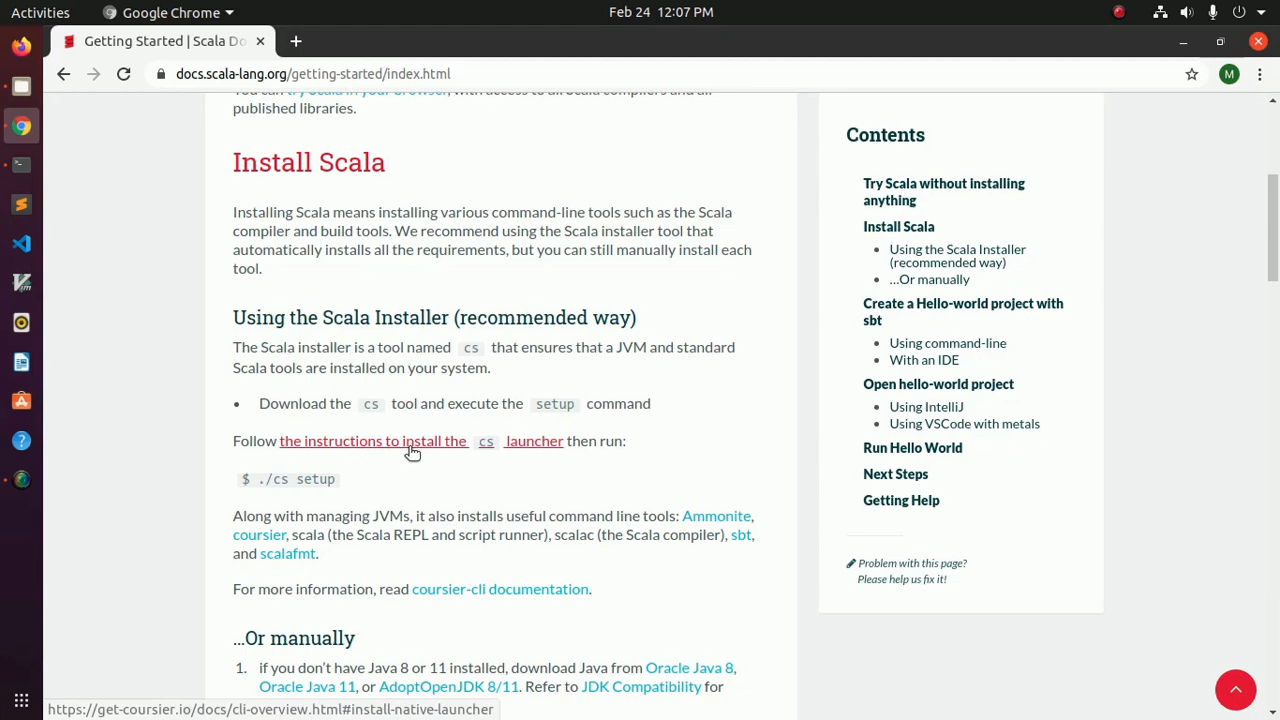 Activities
Google Chrome
Feb 24 12:07 PM
Getting Started | Scala Do
docs.scala-lang.org/getting-started/index.html
M
You can try Scala in your browser, with access to all Scala compilers and all
published libraries.
Install Scala
Installing Scala means installing various command-line tools such as the Scala
compiler and build tools. We recommend using the Scala installer tool that
automatically installs all the requirements, but you can still manually install each
tool.
Using the Scala Installer (recommended way)
The Scala installer is a tool named cs that ensures that a JVM and standard
Scala tools are installed on your system.
• Download the cs tool and execute the setup command
Follow the instructions to install the cs launcher then run:
$ ./cs setup
Along with managing JVMs, it also installs useful command line tools: Ammonite,
coursier, scala (the Scala REPL and script runner), scalac (the Scala compiler), sbt,
and scalafmt.
For more information, read coursier-cli documentation.
...Or manually
1. if you don't have Java 8 or 11 installed, download Java from Oracle Java 8,
Oracle Java 11, or AdoptOpenJDK 8/11. Refer to JDK Compatibility for
https://get-coursier.io/docs/cli-overview.html#install-native-launcher
Contents
Try Scala without installing
anything
Install Scala
• Using the Scala Installer
(recommended way)
• ...Or manually
Create a Hello-world project with
sbt
• Using command-line
• With an IDE
Open hello-world project
• Using IntelliJ
• Using VSCode with metals
Run Hello World
Next Steps
Getting Help
Problem with this page?
Please help us fix it!